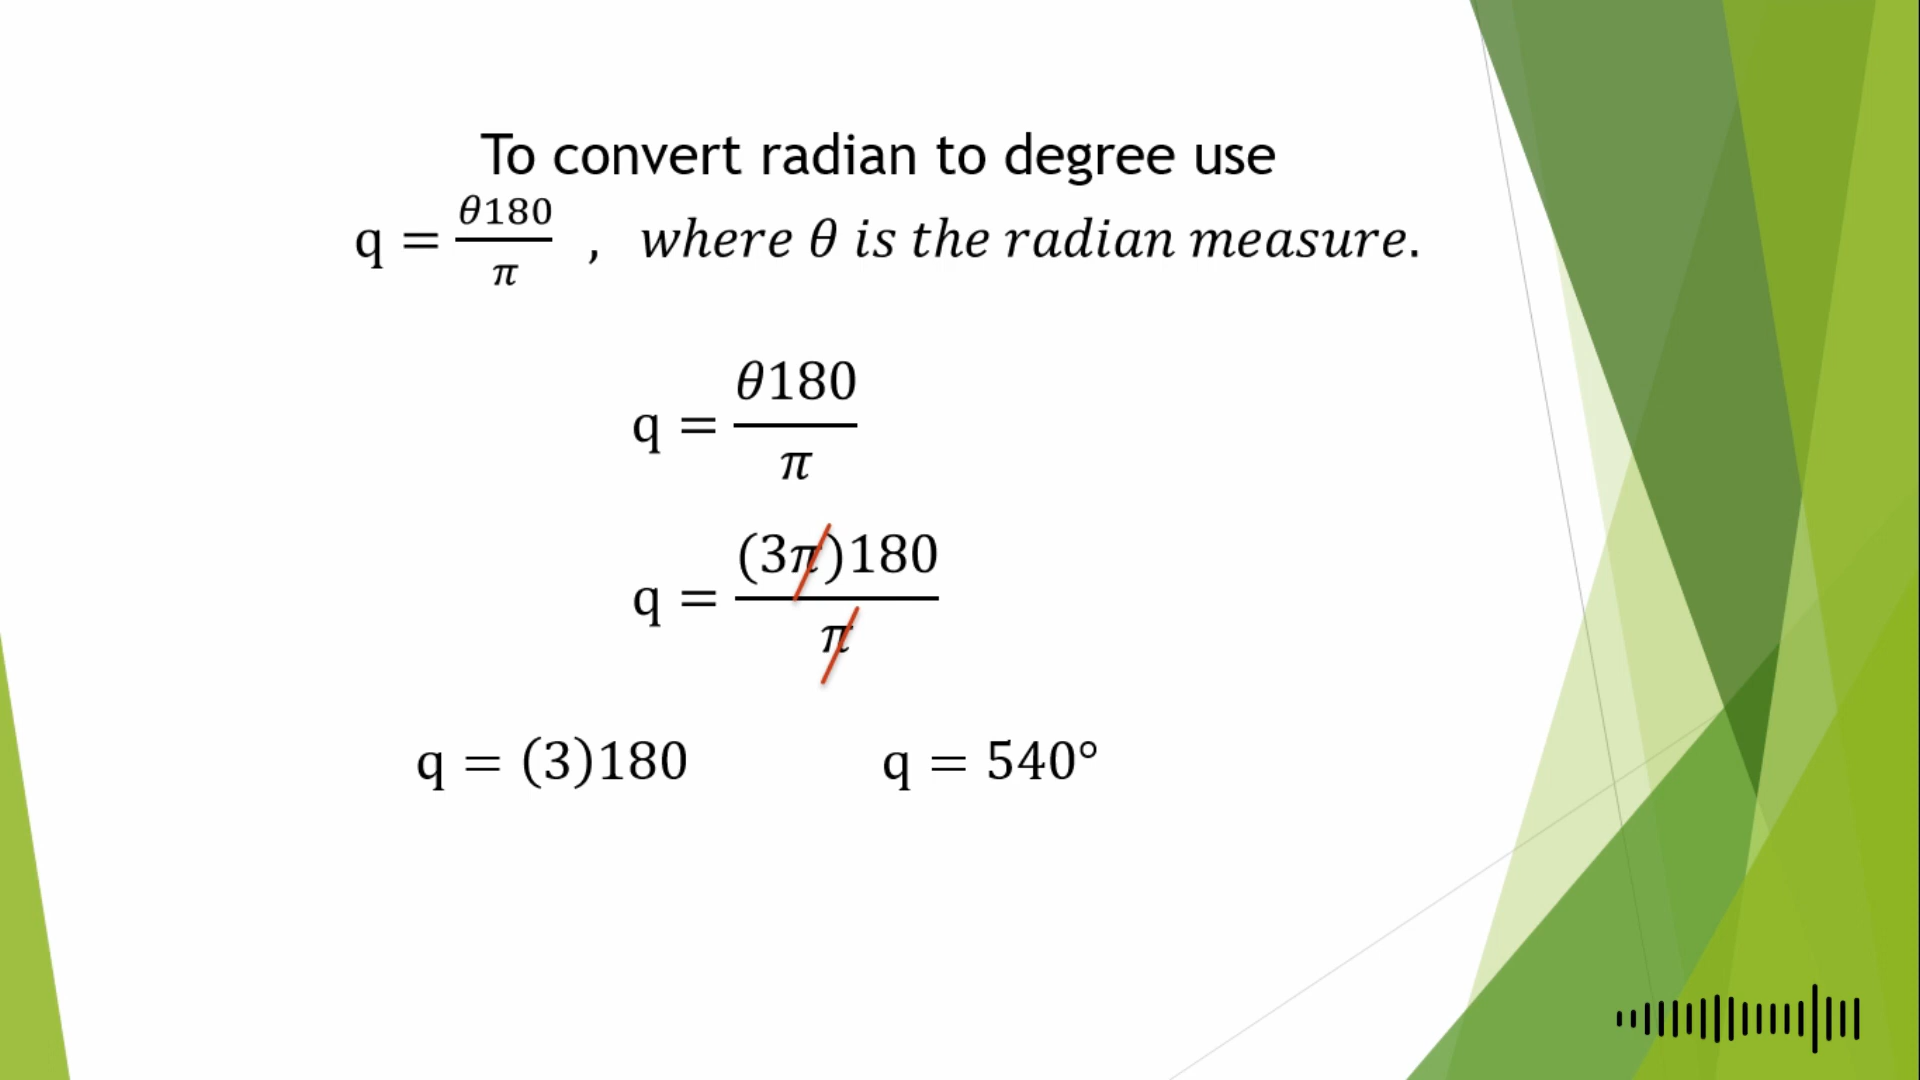 To convert radian to degree use
q = θ180/π , where θ is the radian measure.
q = θ180/π
q = (3π)180/π
q = (3)180 q = 540°